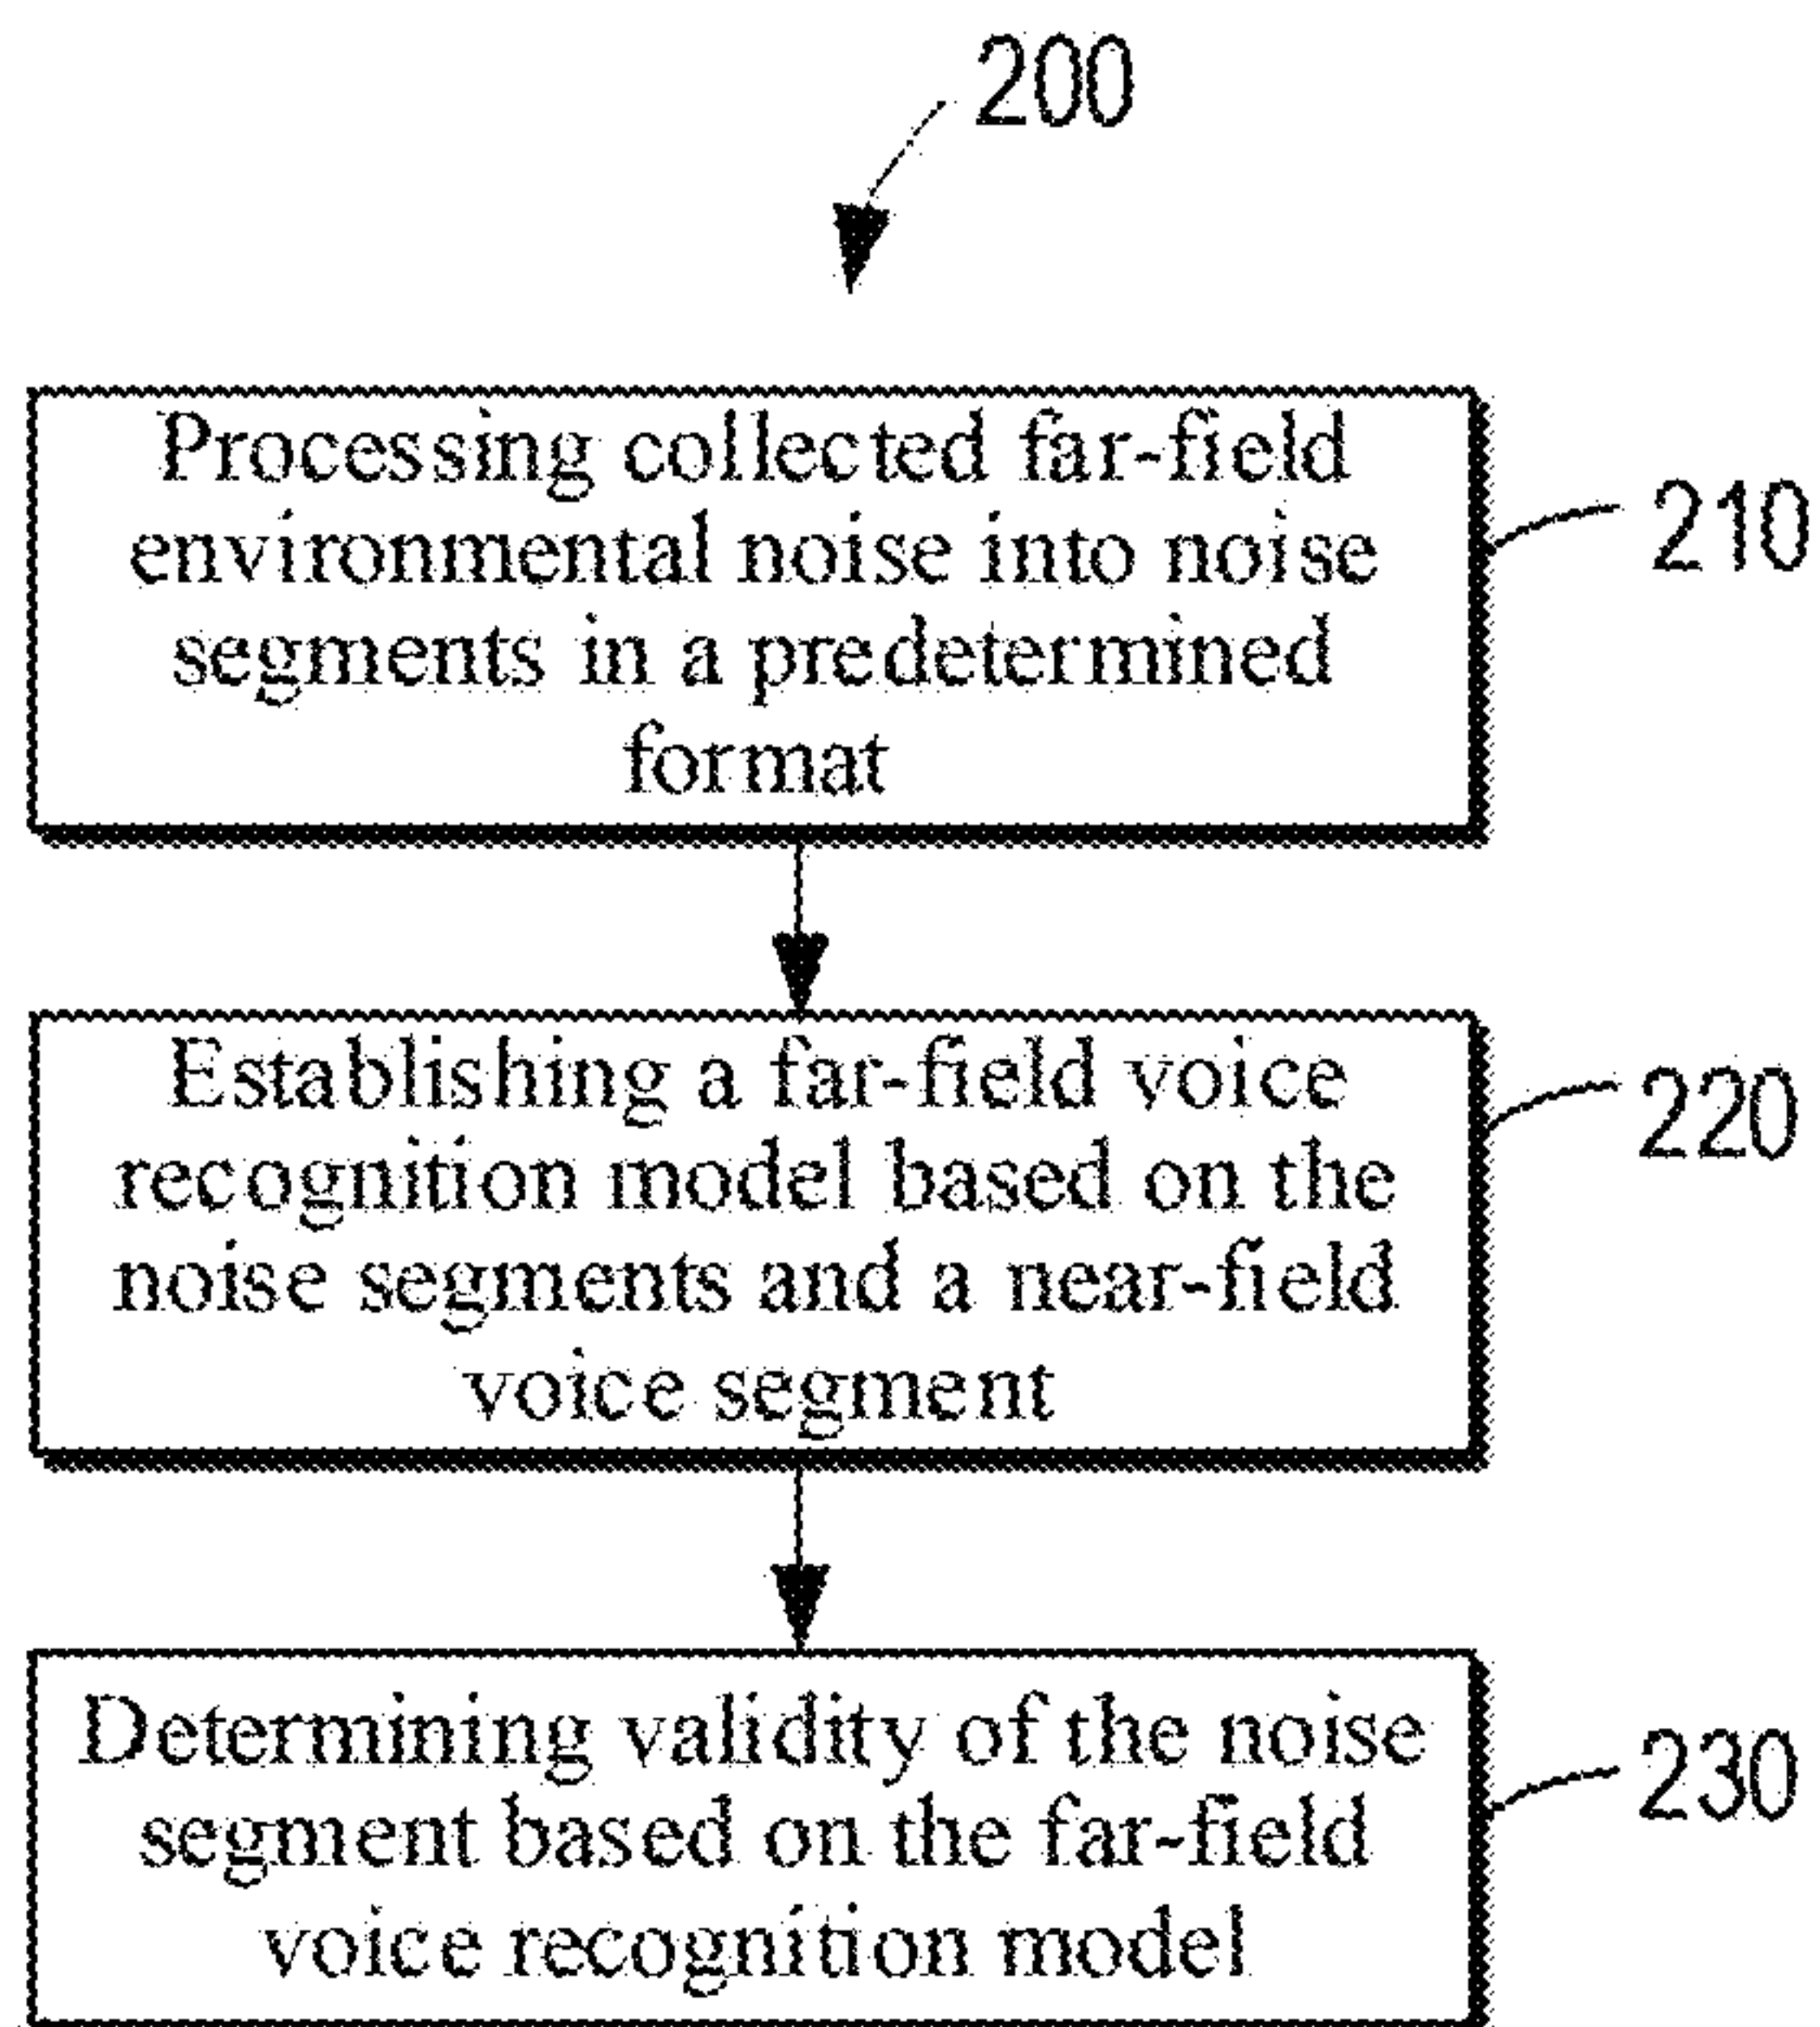 200
Processing collected far-field
environmental noise into noise
segments in a predetermined
format
210
Establishing a far-field voice
recognition model based on the
noise segments and a near-field
voice segment
220
Determining validity of the noise
segment based on the far-field
voice recognition model
230